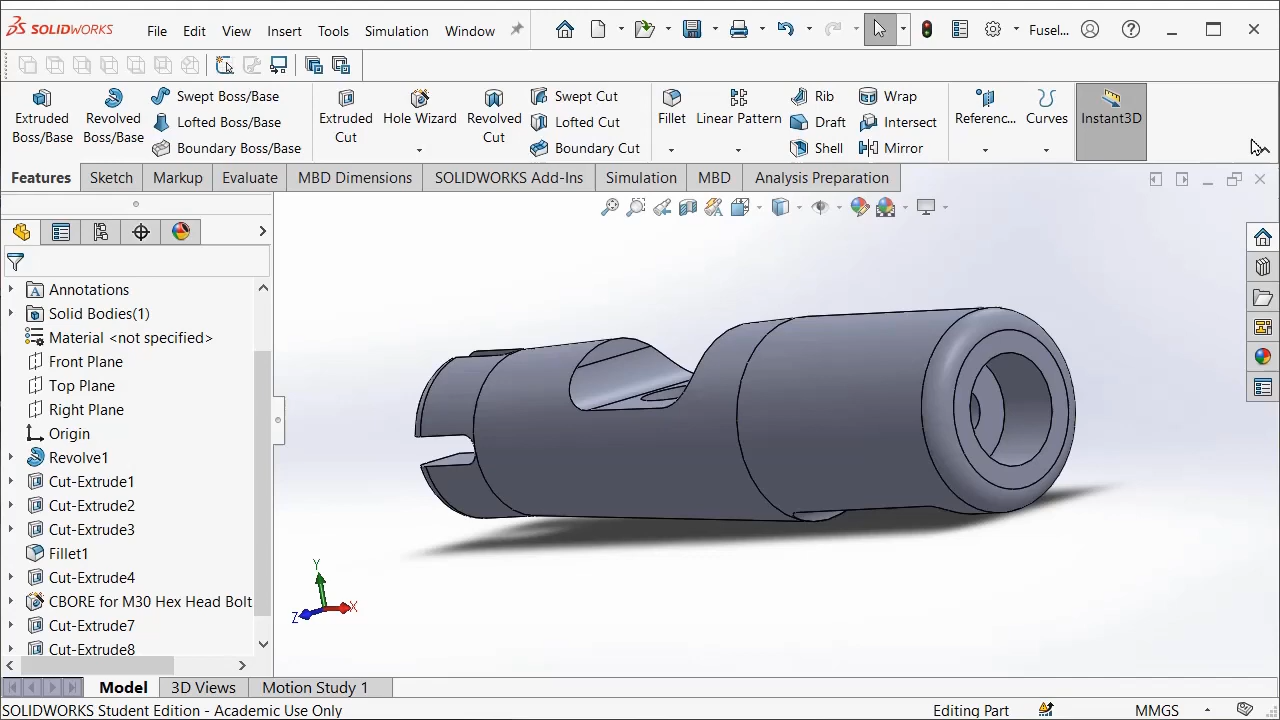 SOLIDWORKS File Edit View Insert Tools Simulation Window Fusel...
Extruded Boss/Base
Revolved Boss/Base
Swept Boss/Base
Lofted Boss/Base
Boundary Boss/Base
Extruded Cut
Hole Wizard
Revolved Cut
Swept Cut
Lofted Cut
Boundary Cut
Fillet
Linear Pattern
Rib
Draft
Shell
Wrap
Intersect
Mirror
Referenc...
Curves
Instant3D
Features Sketch Markup Evaluate MBD Dimensions SOLIDWORKS Add-Ins Simulation MBD Analysis Preparation
Annotations
Solid Bodies(1)
Material <not specified>
Front Plane
Top Plane
Right Plane
Origin
Revolve1
Cut-Extrude1
Cut-Extrude2
Cut-Extrude3
Fillet1
Cut-Extrude4
CBORE for M30 Hex Head Bolt
Cut-Extrude7
Cut-Extrude8
Y
X
Z
Model 3D Views Motion Study 1
SOLIDWORKS Student Edition - Academic Use Only Editing Part MMGS